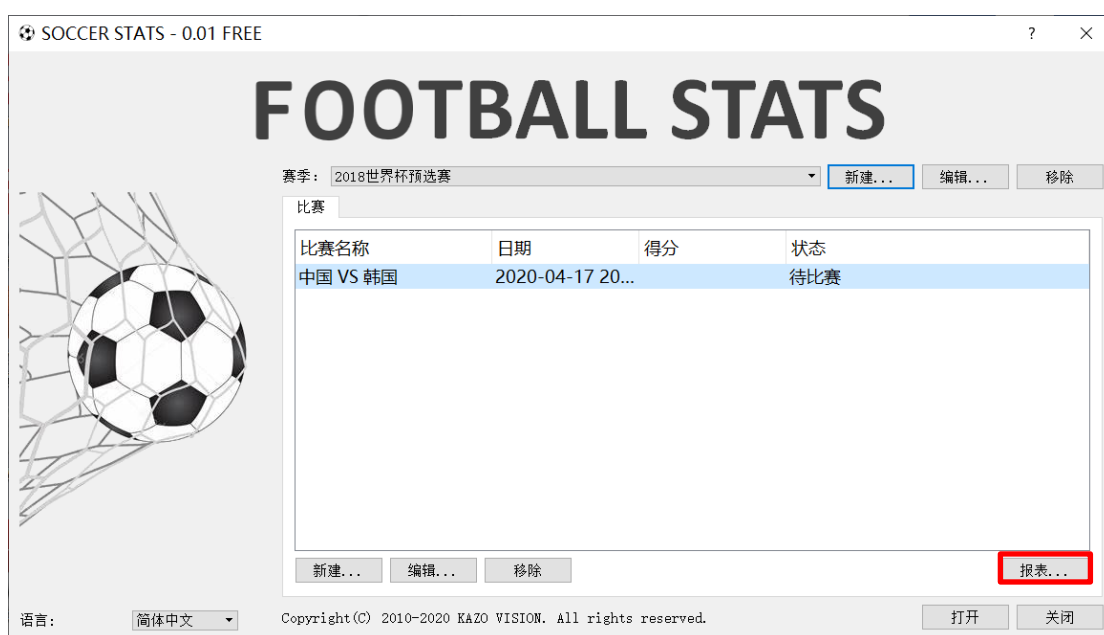 SOCCER STATS - 0.01 FREE
FOOTBALL STATS
赛季: 2018世界杯预选赛 新建... 编辑... 移除
比赛
比赛名称 日期 得分 状态
中国 VS 韩国 2020-04-17 20... 待比赛
新建... 编辑... 移除 报表...
语言: 简体中文 Copyright(C) 2010-2020 KAZO VISION. All rights reserved. 打开 关闭